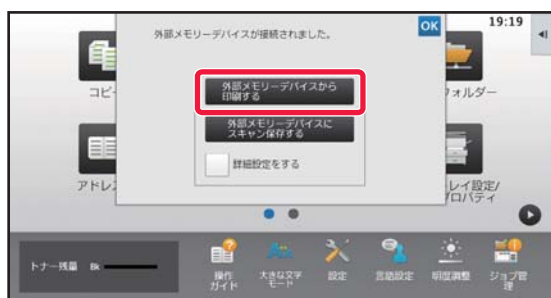 外部メモリーデバイスが接続されました。
OK
19:19
外部メモリーデバイスから
印刷する
コピ
フォルダー
外部メモリーデバイスに
スキャン保存する
詳細設定をする
アドレ
レイ設定/
プロパティ
トナー残量 Bk
操作
ガイド
大きな文字
モード
設定
言語設定
明度調整
ジョブ管
理